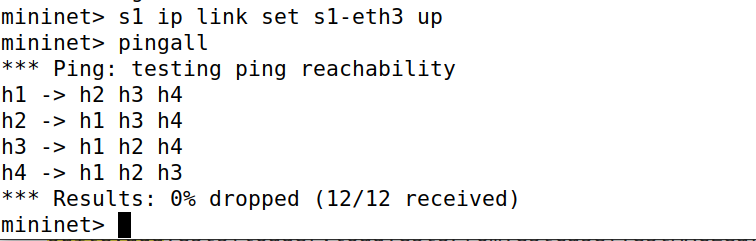 mininet> s1 ip link set s1-eth3 up
mininet> pingall
*** Ping: testing ping reachability
h1 -> h2 h3 h4
h2 -> h1 h3 h4
h3 -> h1 h2 h4
h4 -> h1 h2 h3
*** Results: 0% dropped (12/12 received)
mininet>